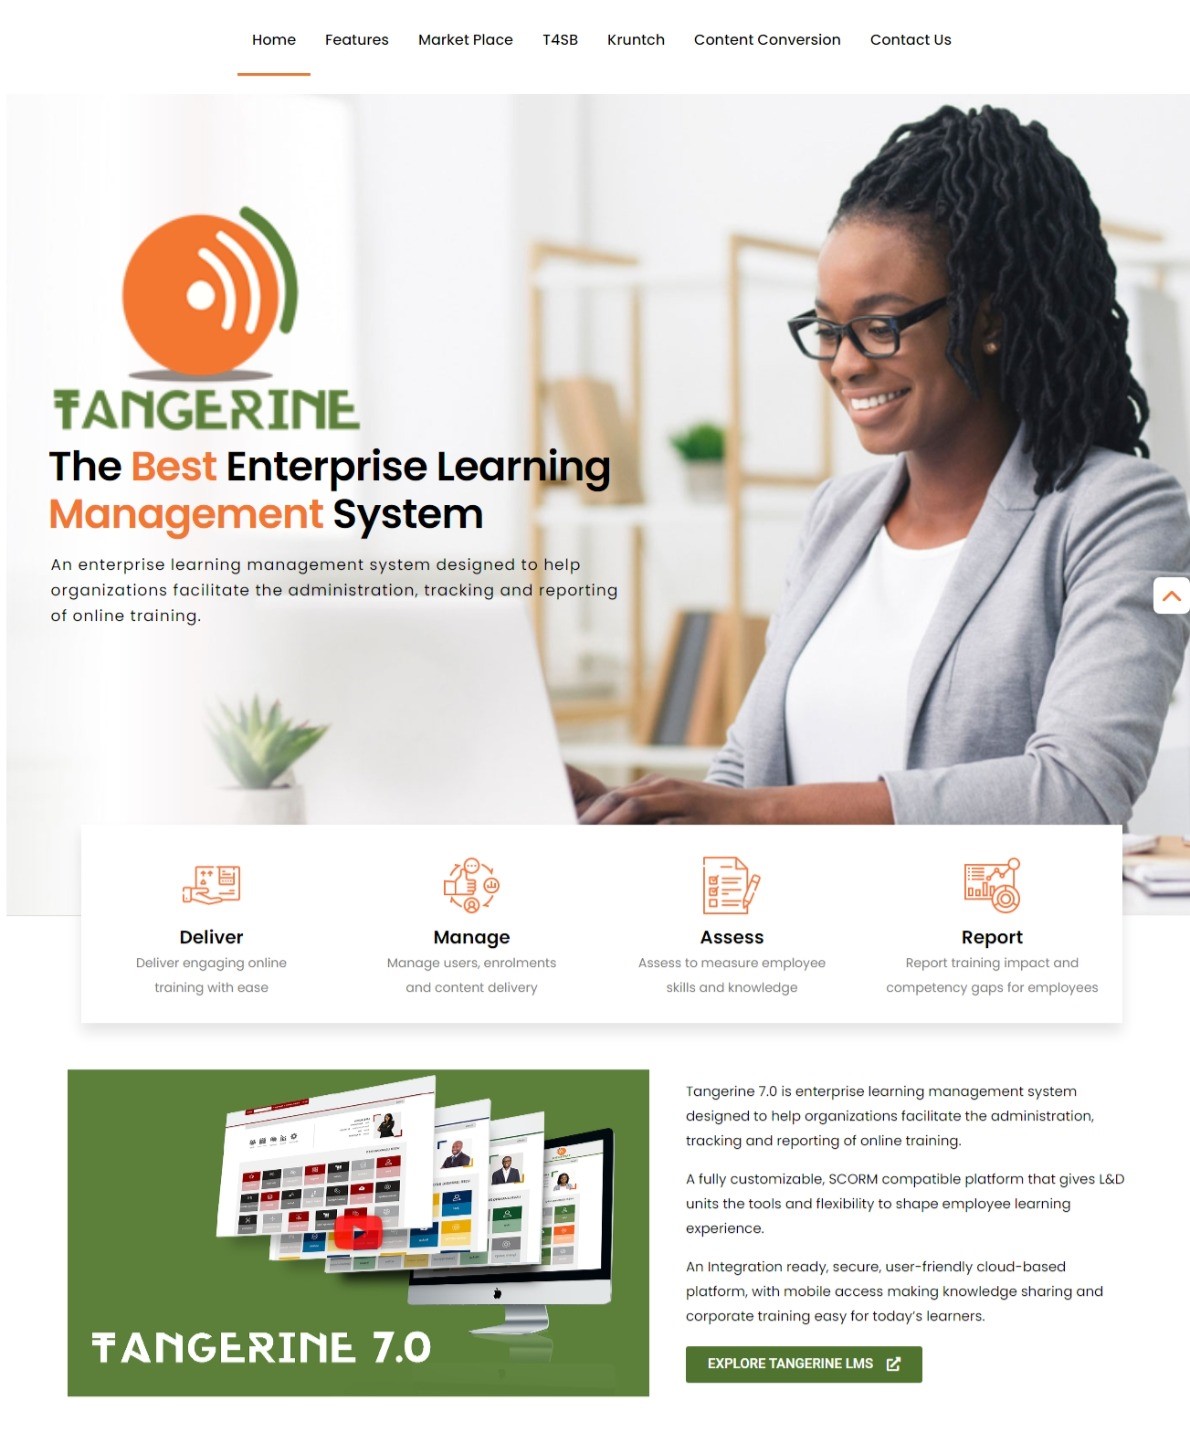 Home Features Market Place T4SB Kruntch Content Conversion Contact Us
TANGERINE
The Best Enterprise Learning
Management System
An enterprise learning management system designed to help
organizations facilitate the administration, tracking and reporting
of online training.
Deliver
Deliver engaging online
training with ease
Manage
Manage users, enrolments
and content delivery
Assess
Assess to measure employee
skills and knowledge
Report
Report training impact and
competency gaps for employees
TANGERINE 7.0
Tangerine 7.0 is enterprise learning management system
designed to help organizations facilitate the administration,
tracking and reporting of online training.
A fully customizable, SCORM compatible platform that gives L&D
units the tools and flexibility to shape employee learning
experience.
An Integration ready, secure, user-friendly cloud-based
platform, with mobile access making knowledge sharing and
corporate training easy for today's learners.
EXPLORE TANGERINE LMS